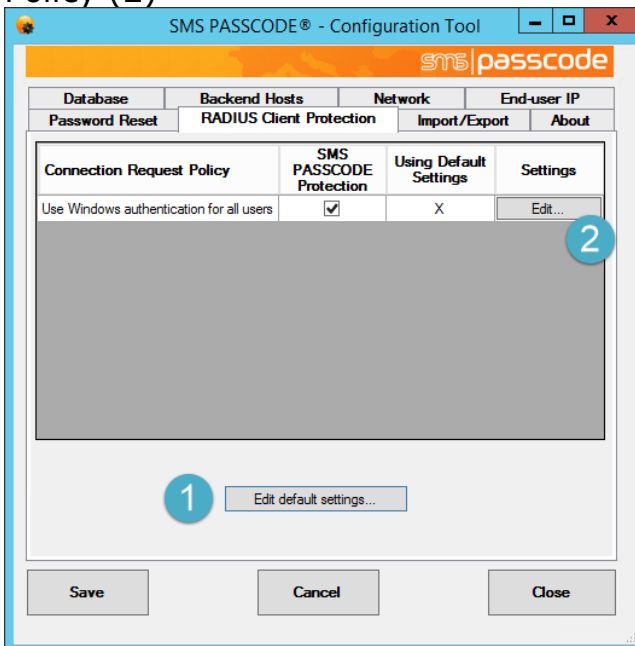 SMS PASSCODE® - Configuration Tool
sms|passcode
Database Backend Hosts Network End-user IP
Password Reset RADIUS Client Protection Import/Export About
Connection Request Policy SMS PASSCODE Protection Using Default Settings Settings
Use Windows authentication for all users X Edit...
2
1 Edit default settings...
Save Cancel Close